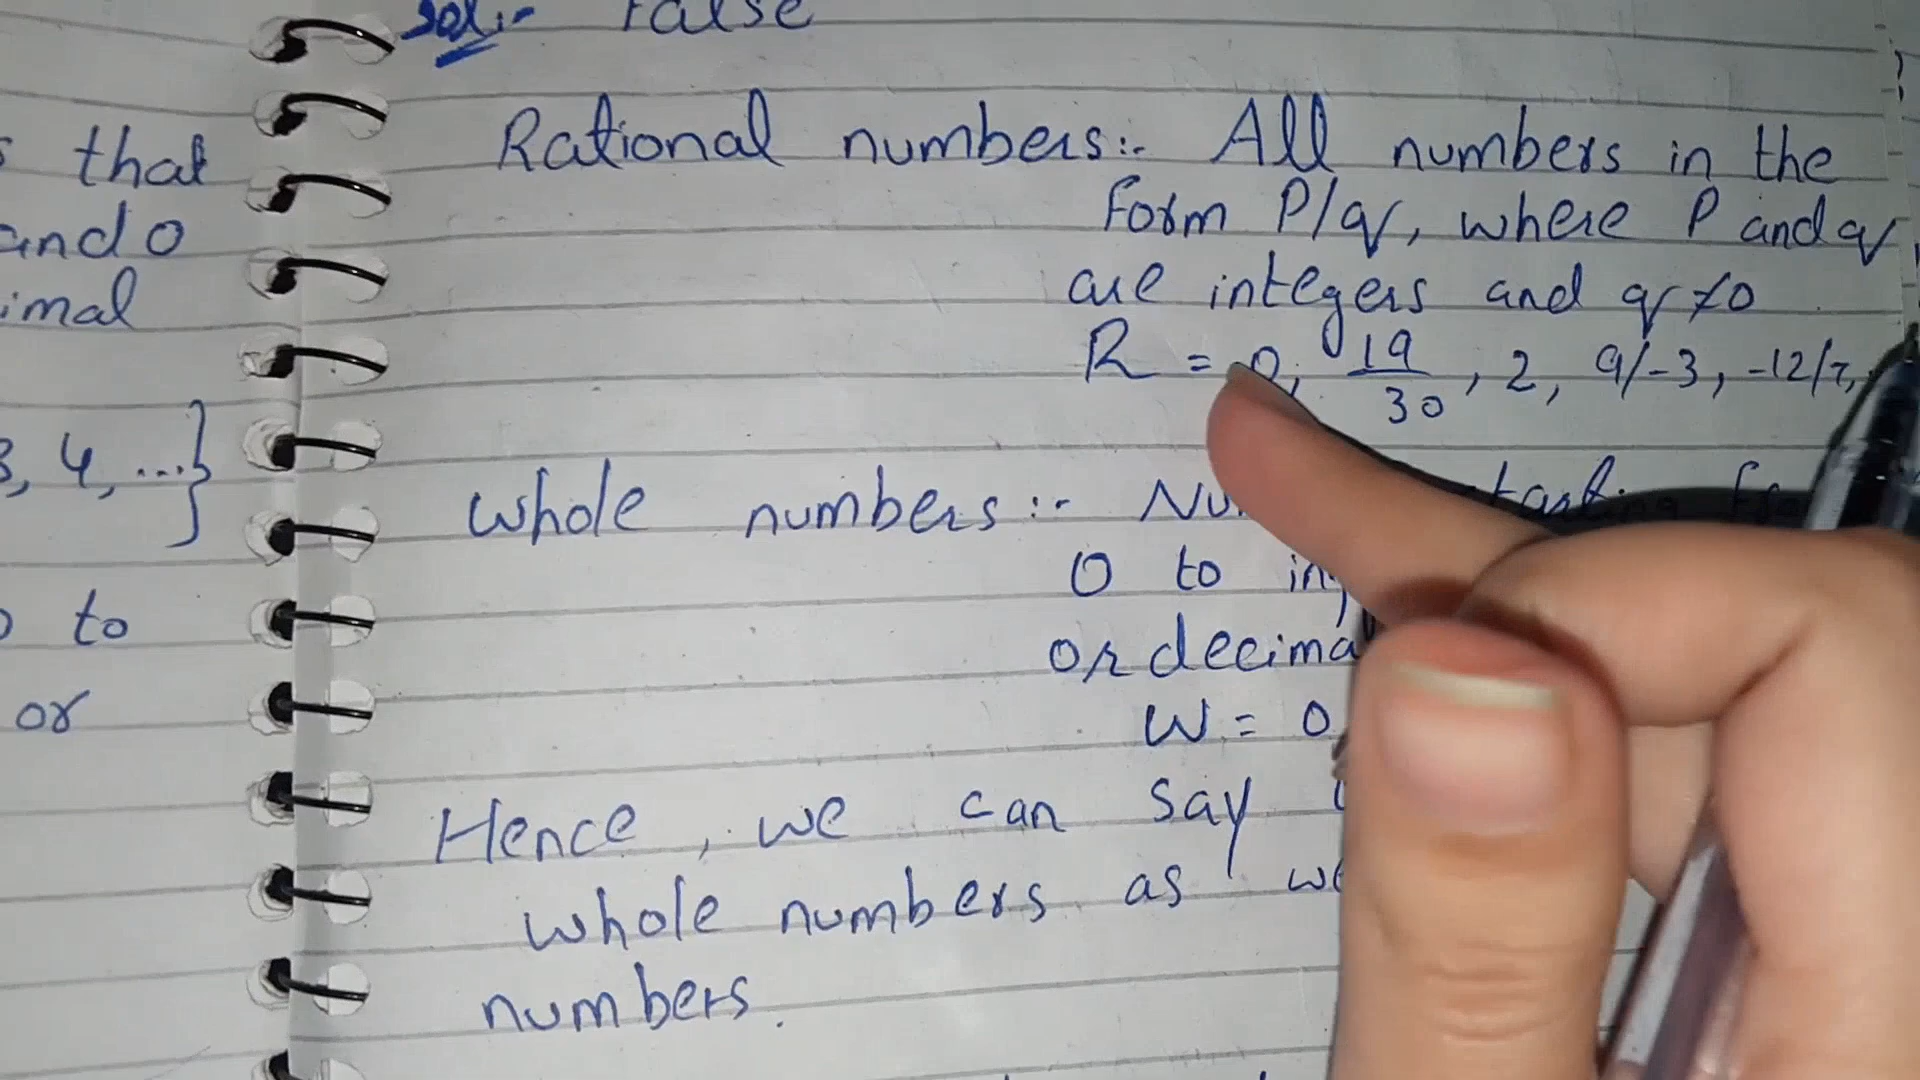 that
and 0
imal
3, 4, ...}
to
or
Sol:- False
Rational numbers:- All numbers in the
form P/q, where P and q
are integers and q≠0
R = 0, 19/30, 2, 9/-3, -12/7,
Whole numbers:- starting
0 to
or decimal
W = 0,
Hence, we can say
whole numbers as
numbers.